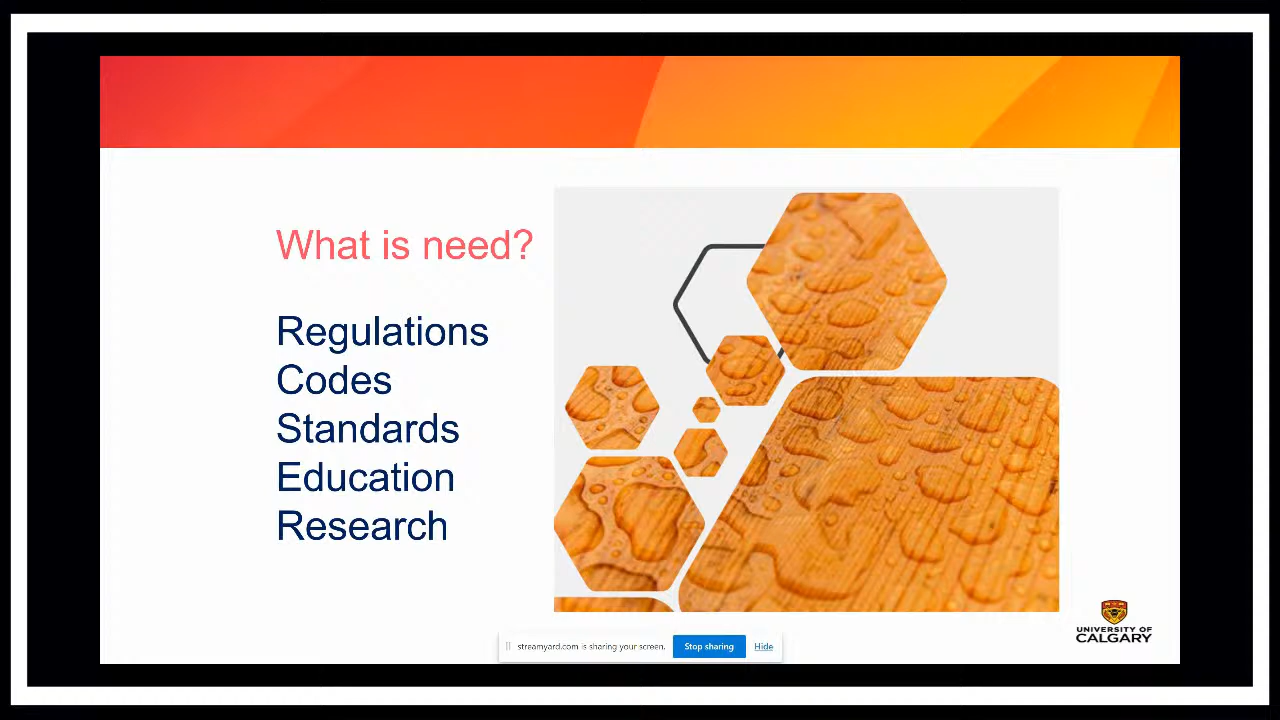 What is need?
Regulations
Codes
Standards
Education
Research
UNIVERSITY OF
CALGARY
streamyard.com is sharing your screen.
Stop sharing
Hide